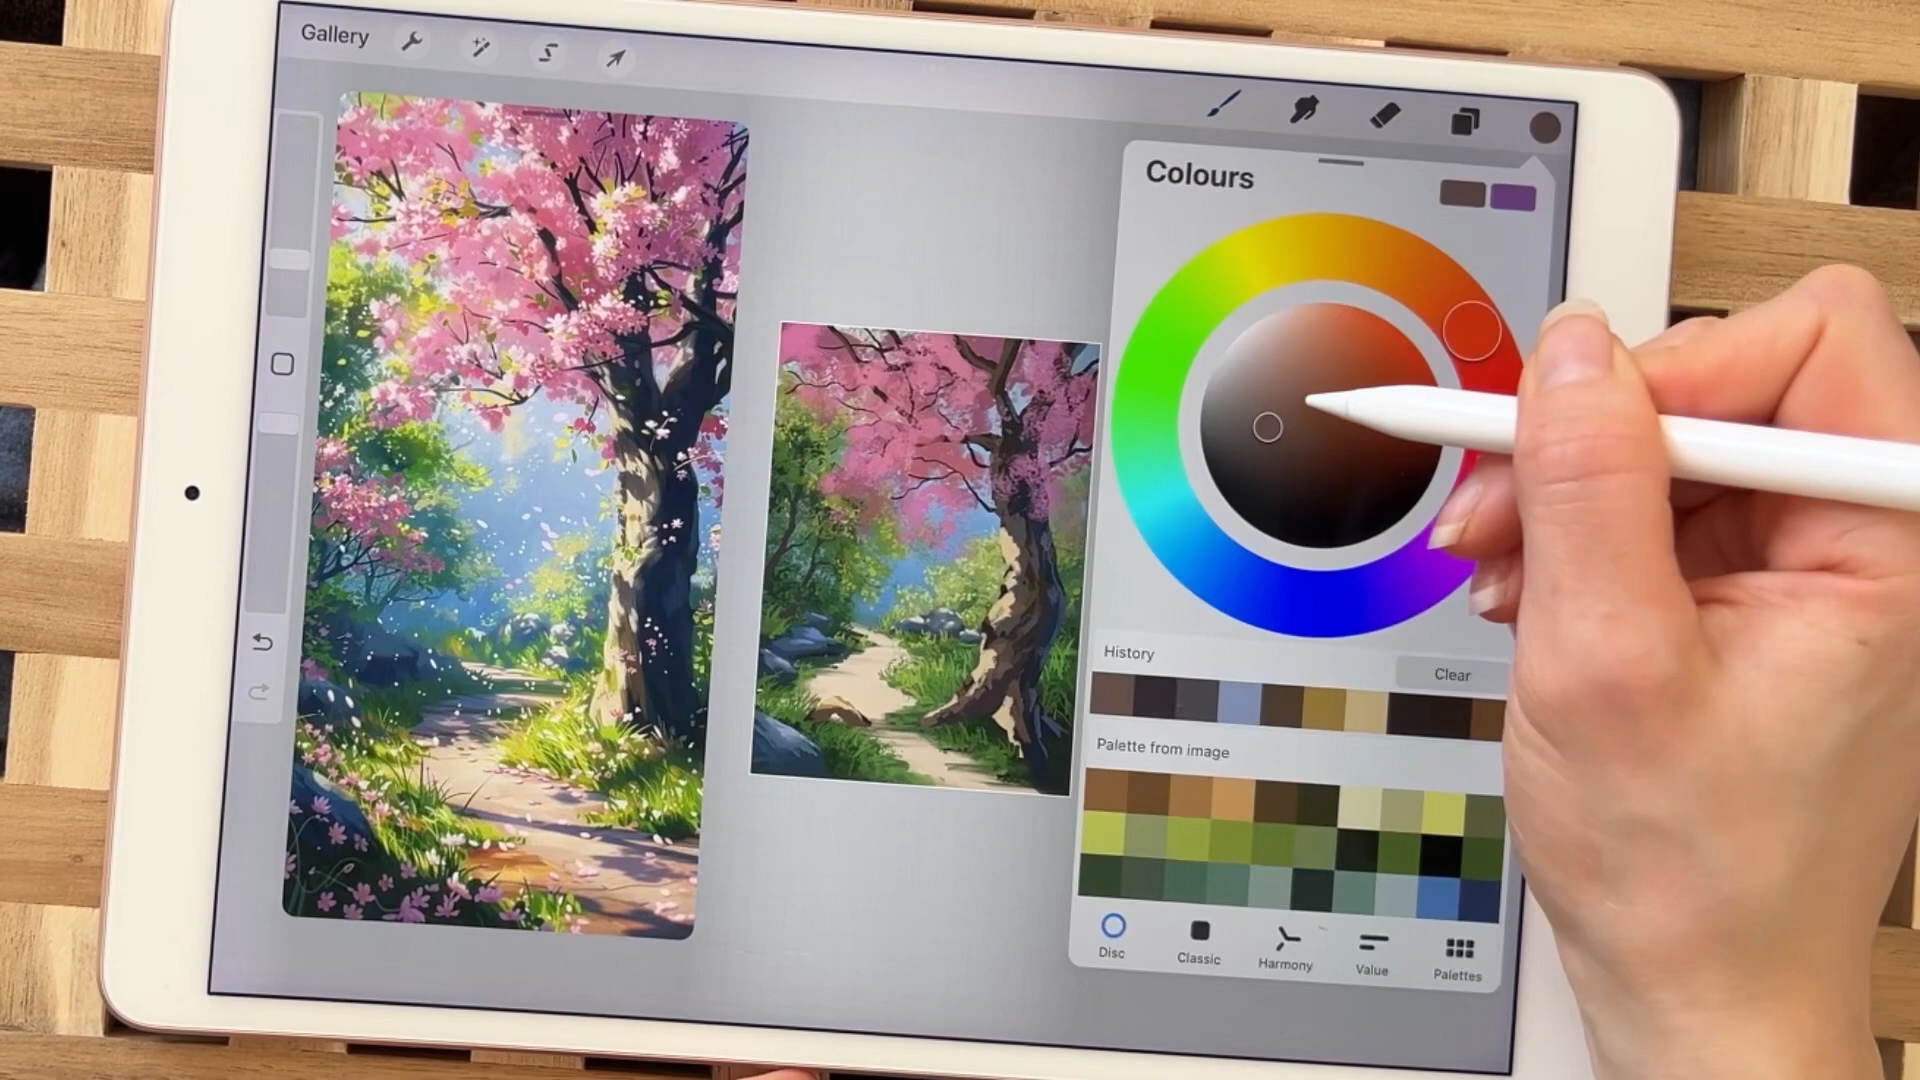 Gallery
Colours
History
Clear
Palette from image
Disc
Classic
Harmony
Value
Palettes